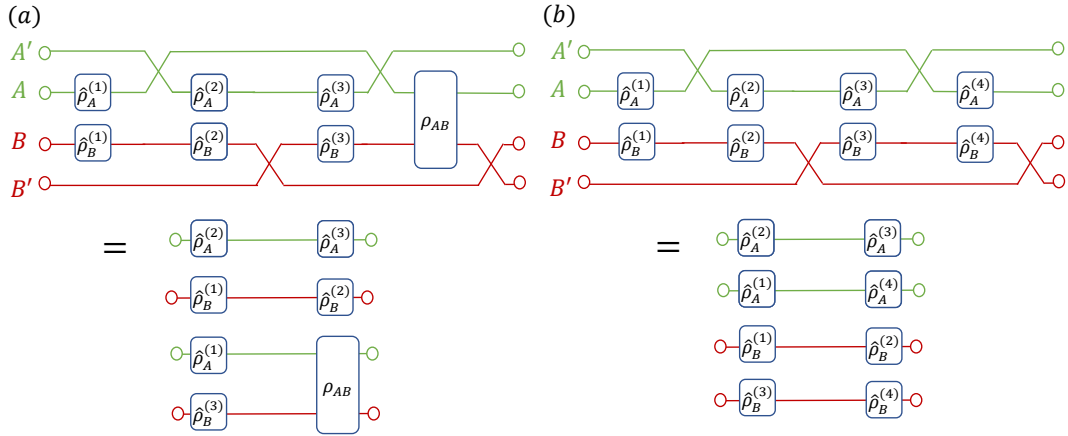 (a)
A′
A ρ̂_A^(1) ρ̂_A^(2) ρ̂_A^(3)
ρ_AB
B ρ̂_B^(1) ρ̂_B^(2) ρ̂_B^(3)
B′
=
ρ̂_A^(2) ρ̂_A^(3)
ρ̂_B^(1) ρ̂_B^(2)
ρ̂_A^(1)
ρ_AB
ρ̂_B^(3)
(b)
A′
A ρ̂_A^(1) ρ̂_A^(2) ρ̂_A^(3) ρ̂_A^(4)
B ρ̂_B^(1) ρ̂_B^(2) ρ̂_B^(3) ρ̂_B^(4)
B′
=
ρ̂_A^(2) ρ̂_A^(3)
ρ̂_A^(1) ρ̂_A^(4)
ρ̂_B^(1) ρ̂_B^(2)
ρ̂_B^(3) ρ̂_B^(4)